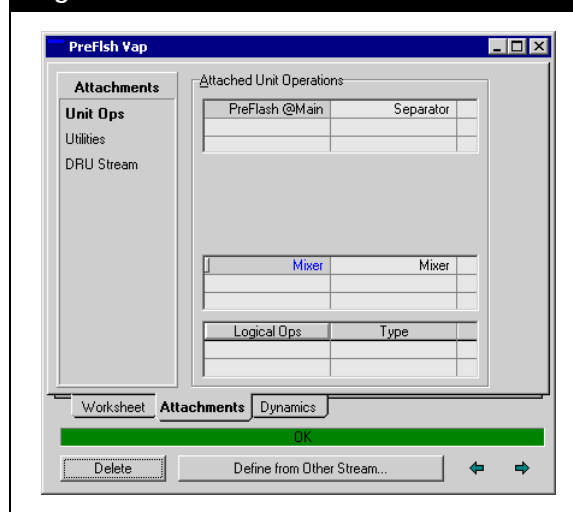 PreFlsh Vap
Attachments
Unit Ops
Utilities
DRU Stream
Attached Unit Operations
PreFlash @Main Separator
Mixer Mixer
Logical Ops Type
Worksheet Attachments Dynamics
OK
Delete Define from Other Stream...